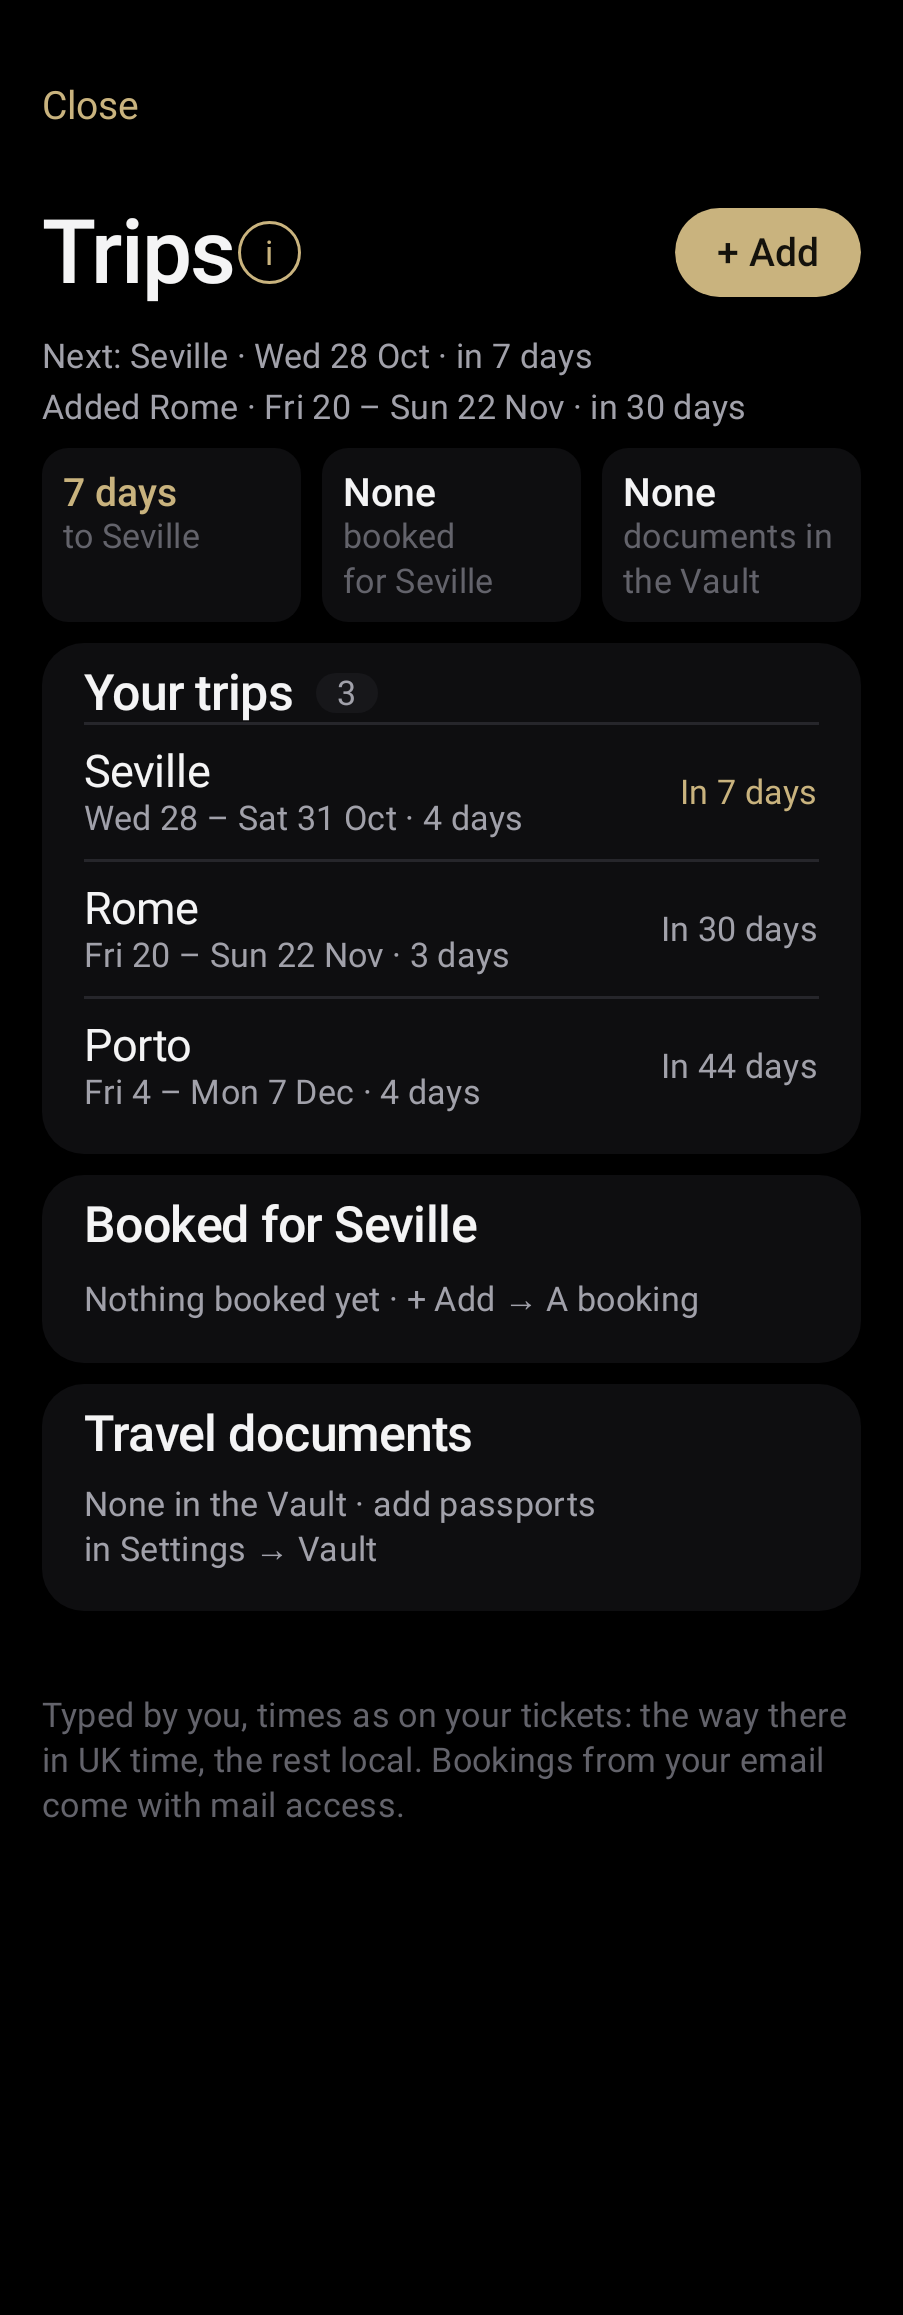 Close
Trips i
+ Add
Next: Seville · Wed 28 Oct · in 7 days
Added Rome · Fri 20 – Sun 22 Nov · in 30 days
7 days
to Seville
None
booked
for Seville
None
documents in
the Vault
Your trips 3
Seville
Wed 28 – Sat 31 Oct · 4 days
In 7 days
Rome
Fri 20 – Sun 22 Nov · 3 days
In 30 days
Porto
Fri 4 – Mon 7 Dec · 4 days
In 44 days
Booked for Seville
Nothing booked yet · + Add → A booking
Travel documents
None in the Vault · add passports
in Settings → Vault
Typed by you, times as on your tickets: the way there
in UK time, the rest local. Bookings from your email
come with mail access.